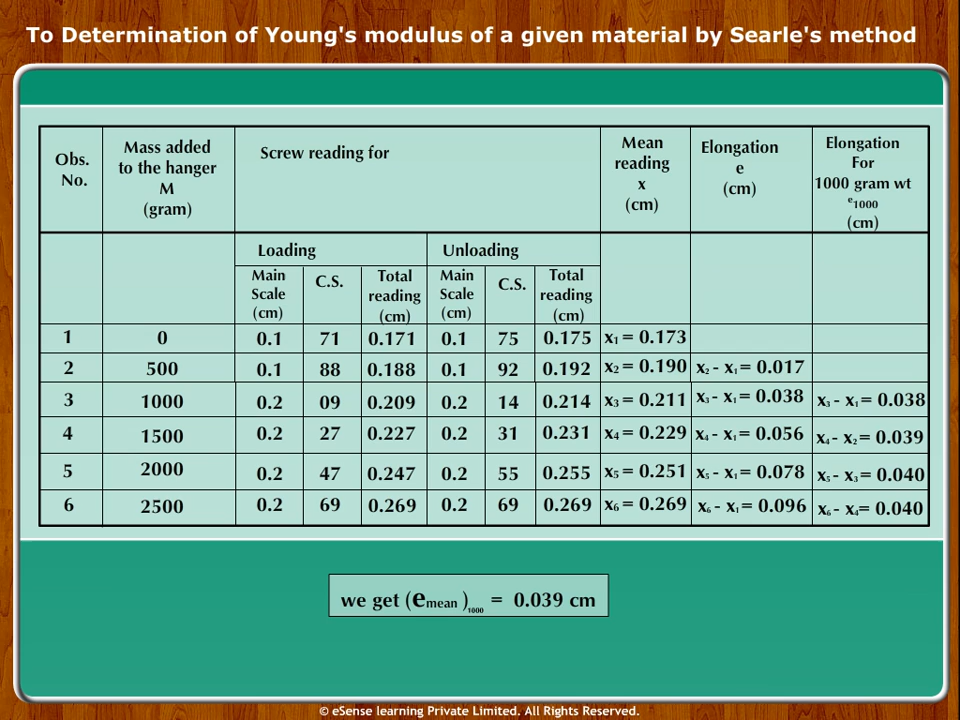 To Determination of Young's modulus of a given material by Searle's method
Obs. No. Mass added to the hanger M (gram) Screw reading for Mean reading x (cm) Elongation e (cm) Elongation For 1000 gram wt e1000 (cm)
Loading Unloading
Main Scale (cm) C.S. Total reading (cm) Main Scale (cm) C.S. Total reading (cm)
1 0 0.1 71 0.171 0.1 75 0.175 x1 = 0.173
2 500 0.1 88 0.188 0.1 92 0.192 x2 = 0.190 x2 - x1 = 0.017
3 1000 0.2 09 0.209 0.2 14 0.214 x3 = 0.211 x3 - x1 = 0.038 x3 - x1 = 0.038
4 1500 0.2 27 0.227 0.2 31 0.231 x4 = 0.229 x4 - x1 = 0.056 x4 - x2 = 0.039
5 2000 0.2 47 0.247 0.2 55 0.255 x5 = 0.251 x5 - x1 = 0.078 x5 - x3 = 0.040
6 2500 0.2 69 0.269 0.2 69 0.269 x6 = 0.269 x6 - x1 = 0.096 x6 - x4 = 0.040
we get (emean )1000 = 0.039 cm
© eSense learning Private Limited. All Rights Reserved.